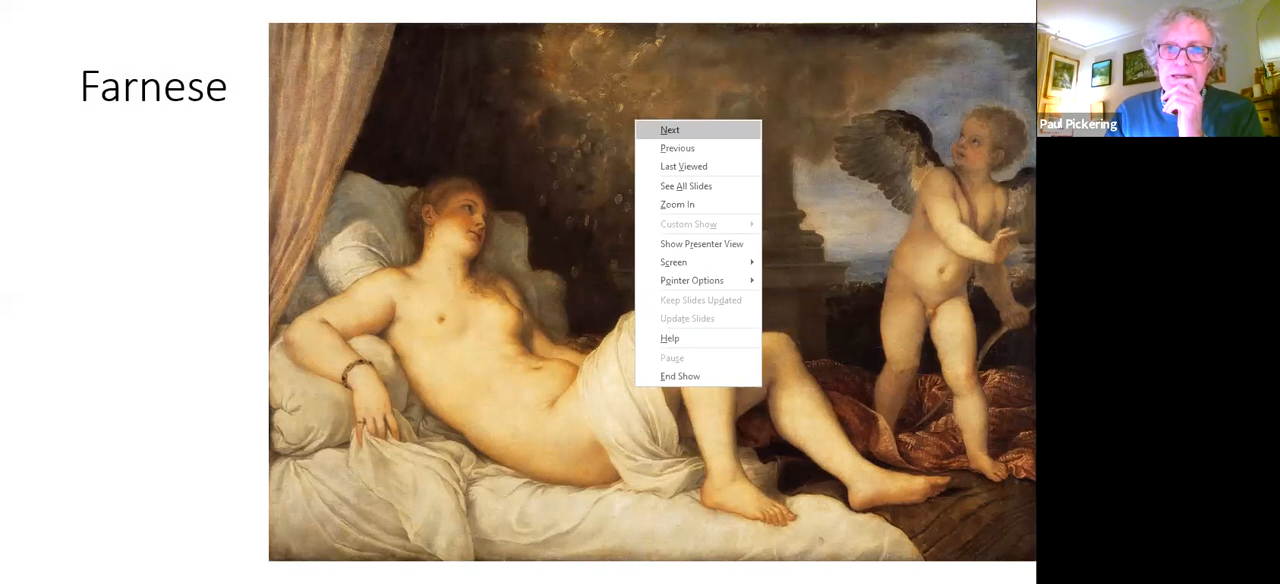 Farnese
Next
Previous
Last Viewed
See All Slides
Zoom In
Custom Show
Show Presenter View
Screen
Pointer Options
Keep Slides Updated
Update Slides
Help
Pause
End Show
Paul Pickering